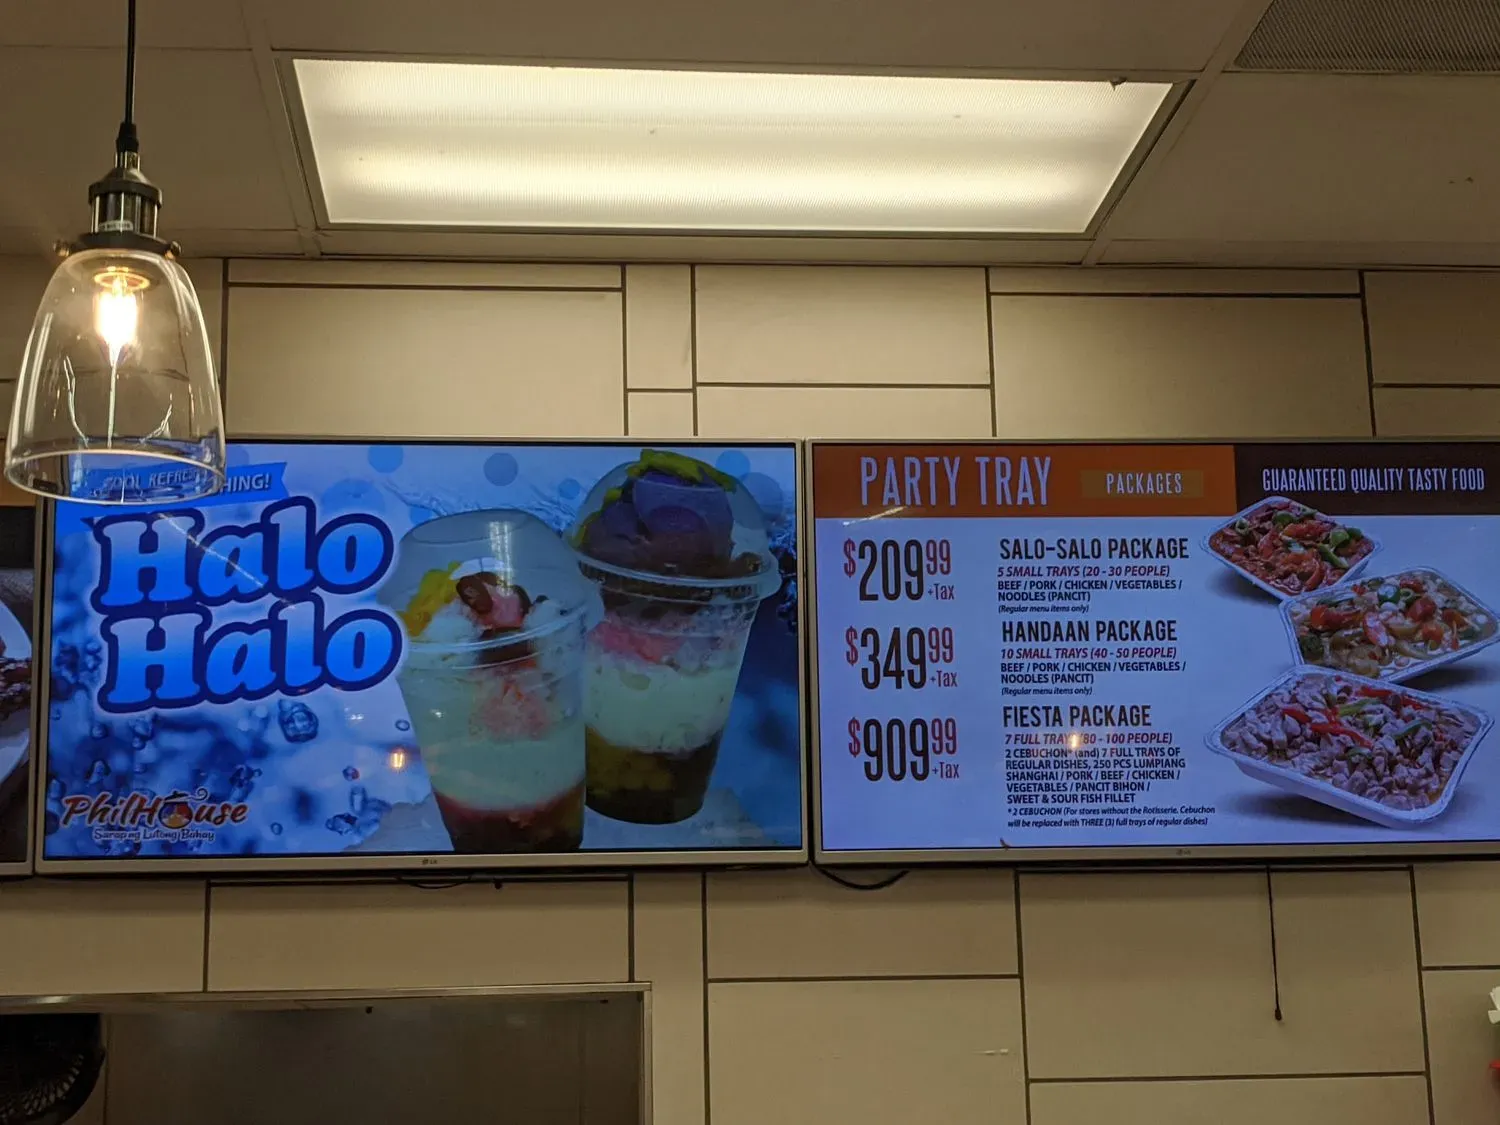 COOL REFRESHING!
Halo
Halo
PhilHouse
Sarap ng Lutong Bahay
LG
PARTY TRAY PACKAGES
GUARANTEED QUALITY TASTY FOOD
$209.99 +Tax
SALO-SALO PACKAGE
5 SMALL TRAYS (20 - 30 PEOPLE)
BEEF / PORK / CHICKEN / VEGETABLES /
NOODLES (PANCIT)
(Regular menu items only)
$349.99 +Tax
HANDAAN PACKAGE
10 SMALL TRAYS (40 - 50 PEOPLE)
BEEF / PORK / CHICKEN / VEGETABLES /
NOODLES (PANCIT)
(Regular menu items only)
$909.99 +Tax
FIESTA PACKAGE
7 FULL TRAYS (80 - 100 PEOPLE)
2 CEBUCHON* (and) 7 FULL TRAYS OF
REGULAR DISHES, 250 PCS LUMPIANG
SHANGHAI / PORK / BEEF / CHICKEN /
VEGETABLES / PANCIT BIHON /
SWEET & SOUR FISH FILLET
* 2 CEBUCHON (For stores without the Rotisserie. Cebuchon
will be replaced with THREE (3) full trays of regular dishes)
LG